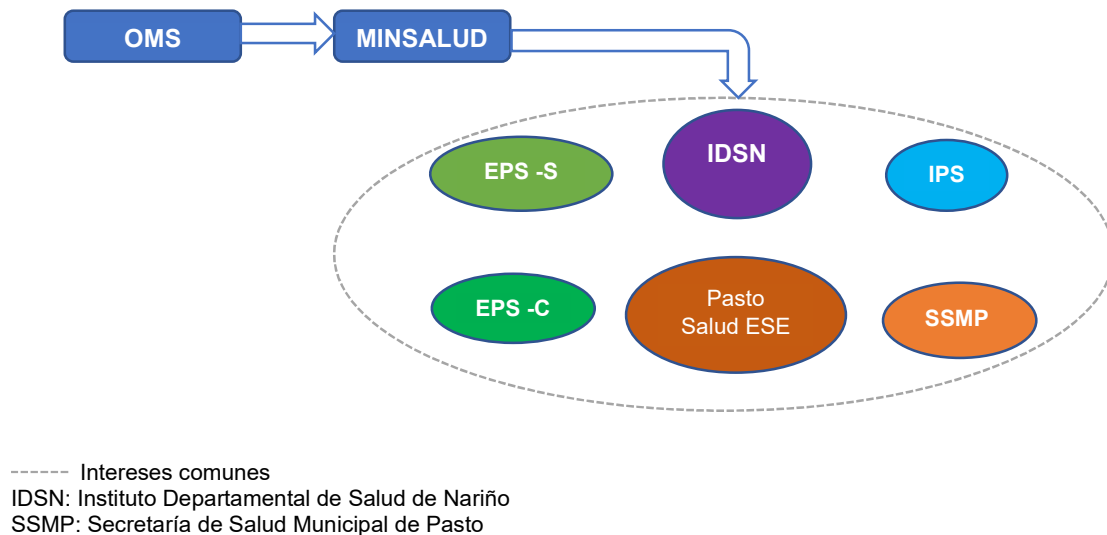 OMS
MINSALUD
EPS -S
IDSN
IPS
EPS -C
Pasto
Salud ESE
SSMP
------- Intereses comunes
IDSN: Instituto Departamental de Salud de Nariño
SSMP: Secretaría de Salud Municipal de Pasto